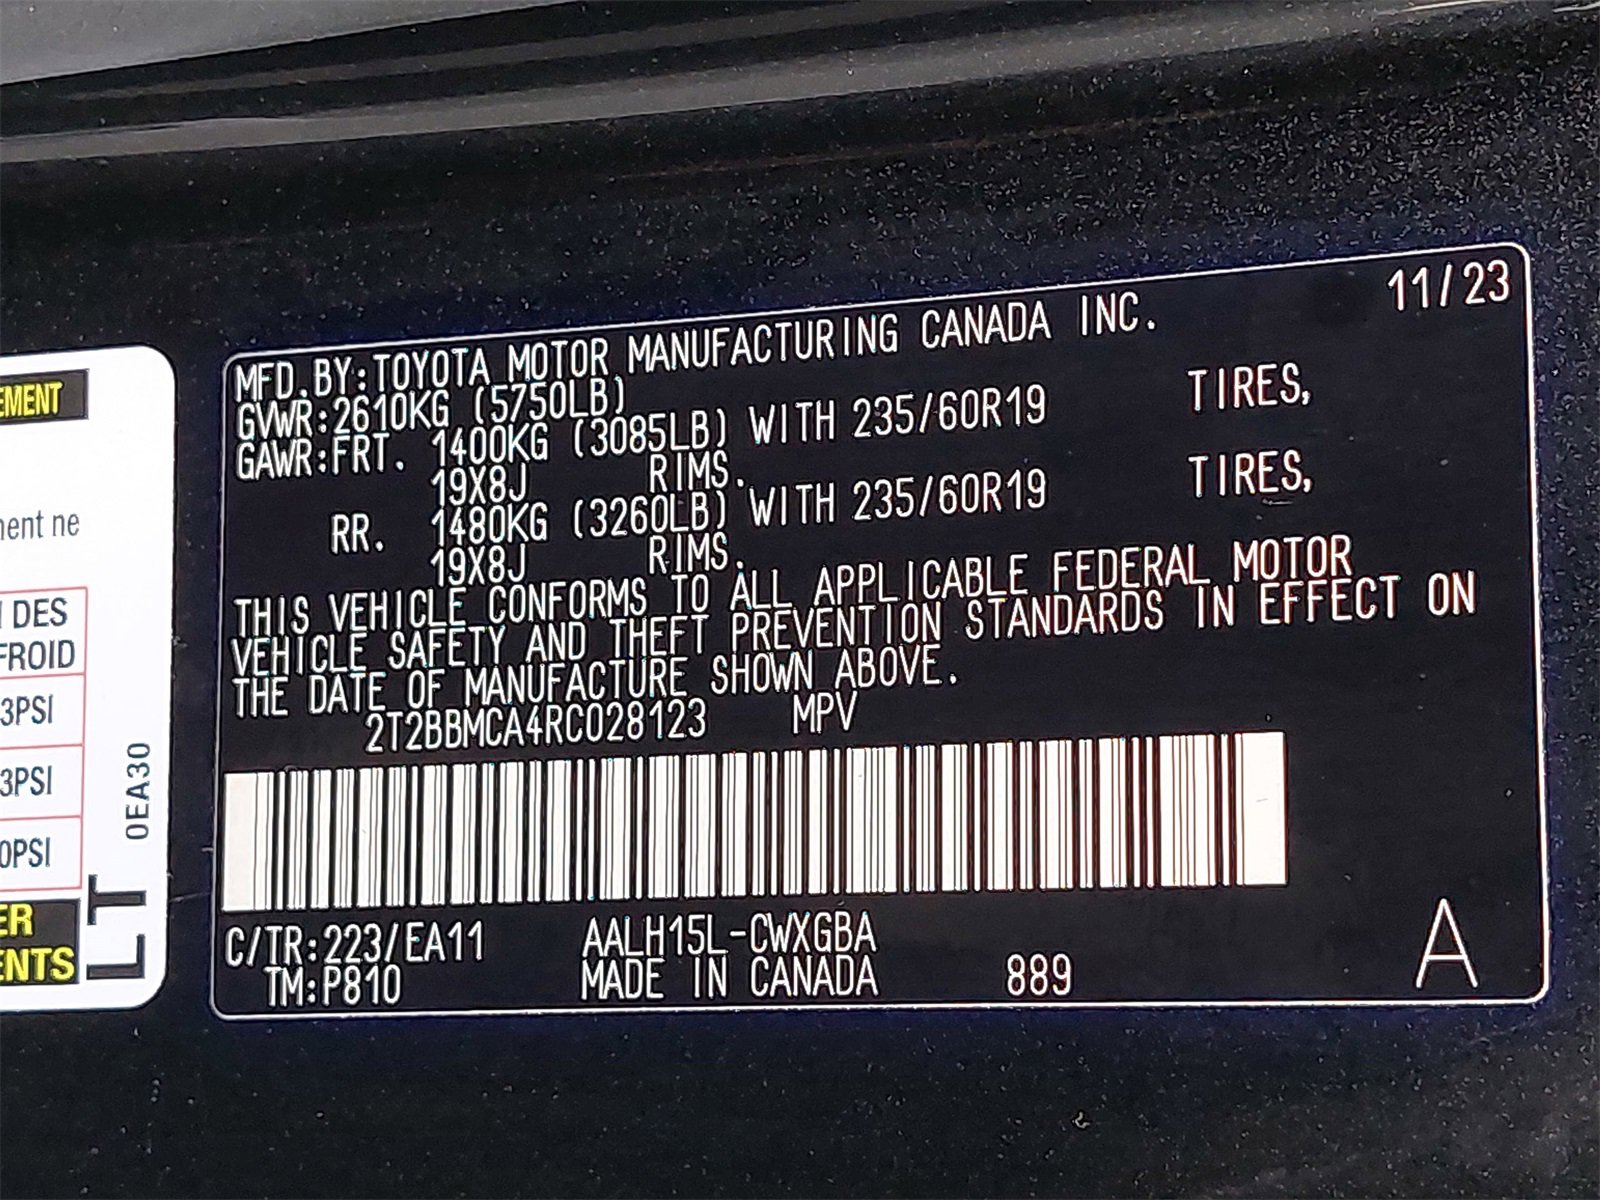 EMENT
ment ne
DES
FROID
3PSI
3PSI
0PSI
ER
ENTS
LT
0EA30
11/23
MFD.BY:TOYOTA MOTOR MANUFACTURING CANADA INC.
GVWR:2610KG (5750LB)
GAWR:FRT. 1400KG (3085LB) WITH 235/60R19 TIRES,
19X8J RIMS.
RR. 1480KG (3260LB) WITH 235/60R19 TIRES,
19X8J RIMS.
THIS VEHICLE CONFORMS TO ALL APPLICABLE FEDERAL MOTOR
VEHICLE SAFETY AND THEFT PREVENTION STANDARDS IN EFFECT ON
THE DATE OF MANUFACTURE SHOWN ABOVE.
2T2BBMCA4RC028123 MPV
C/TR:223/EA11 AALH15L-CWXGBA
TM:P810 MADE IN CANADA 889
A